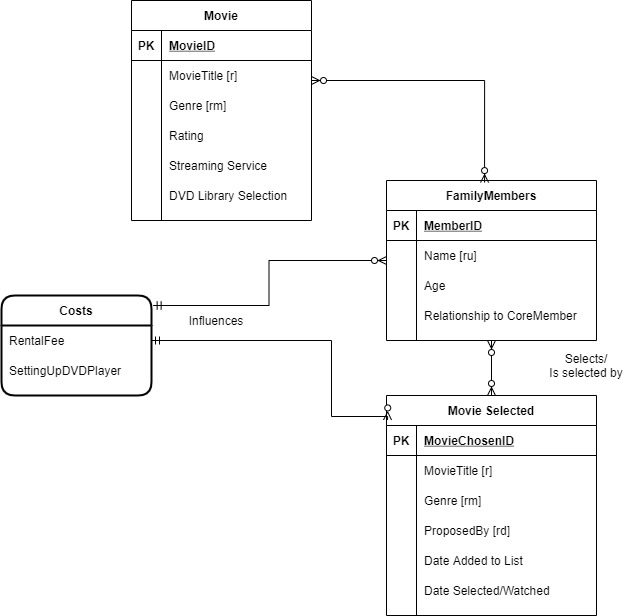 Movie
PK MovieID
MovieTitle [r]
Genre [rm]
Rating
Streaming Service
DVD Library Selection
FamilyMembers
PK MemberID
Name [ru]
Age
Relationship to CoreMember
Costs
RentalFee
SettingUpDVDPlayer
Influences
Selects/
Is selected by
Movie Selected
PK MovieChosenID
MovieTitle [r]
Genre [rm]
ProposedBy [rd]
Date Added to List
Date Selected/Watched